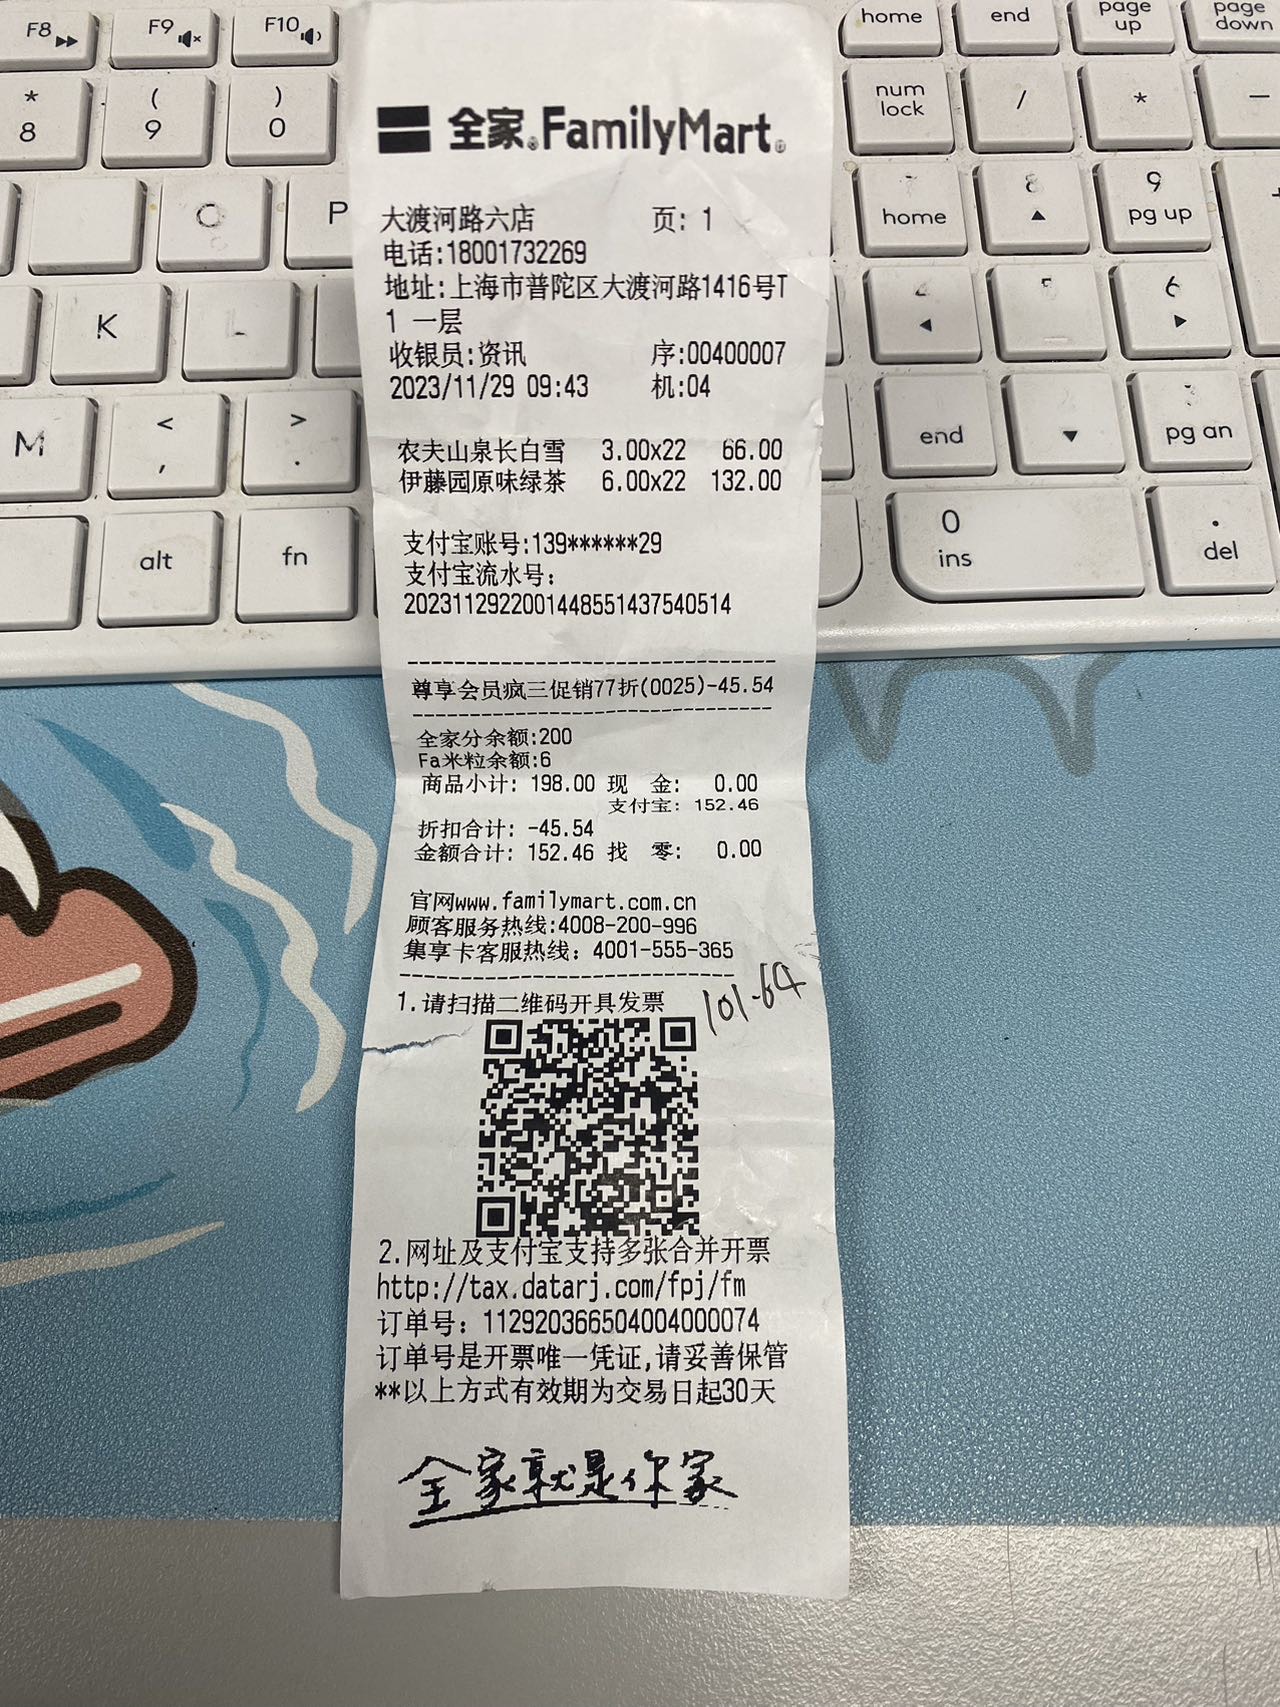 F8
F9
F10
home
end
page up
page down
*
8
(
9
)
0
num lock
/
*
P
7
home
8
9
pg up
K
L
4
6
M
<
,
>
.
end
pg dn
alt
fn
0
ins
.
del
全家®FamilyMart®
大渡河路六店 页: 1
电话:18001732269
地址:上海市普陀区大渡河路1416号T
1 一层
收银员:资讯 序:00400007
2023/11/29 09:43 机:04
农夫山泉长白雪 3.00x22 66.00
伊藤园原味绿茶 6.00x22 132.00
支付宝账号:139******29
支付宝流水号:
2023112922001448551437540514
--------------------------------
尊享会员疯三促销77折(0025)-45.54
--------------------------------
全家分余额:200
Fa米粒余额:6
商品小计: 198.00 现 金: 0.00
支付宝: 152.46
折扣合计: -45.54
金额合计: 152.46 找 零: 0.00
官网www.familymart.com.cn
顾客服务热线:4008-200-996
集享卡客服热线: 4001-555-365
--------------------------------
1.请扫描二维码开具发票
101.64
2.网址及支付宝支持多张合并开票
http://tax.datarj.com/fpj/fm
订单号: 112920366504004000074
订单号是开票唯一凭证,请妥善保管
**以上方式有效期为交易日起30天
全家就是你家